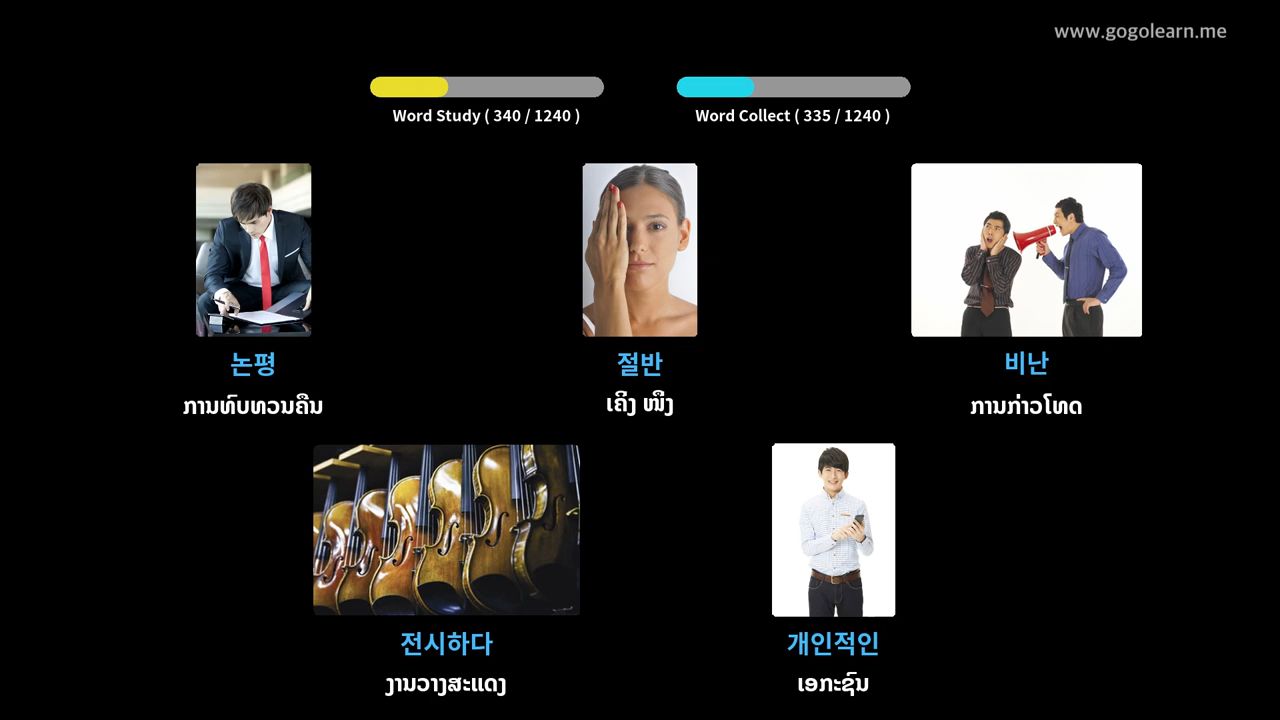 www.gogolearn.me
Word Study ( 340 / 1240 )
Word Collect ( 335 / 1240 )
논평
절반
비난
ການທົບທວນຄືນ
ເຄິງ ໜຶງ
ການກ່າວໂທດ
전시하다
개인적인
ງານວາງສະແດງ
ເອກະຊົນ